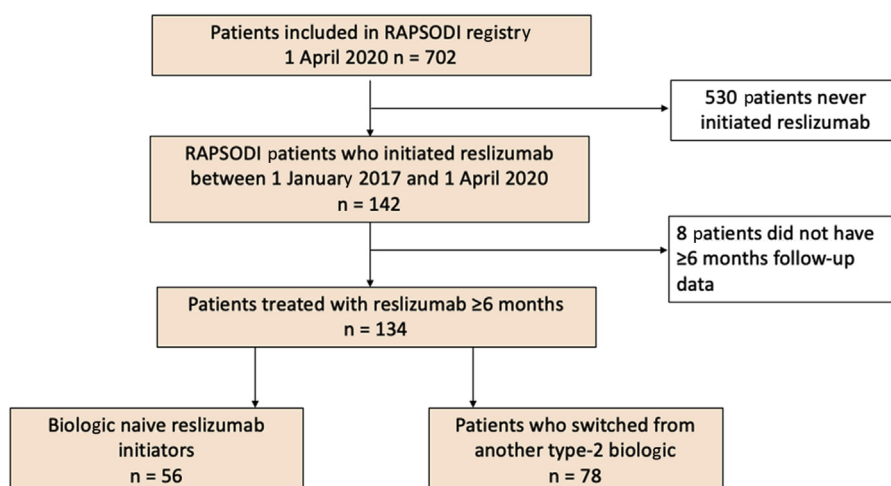 Patients included in RAPSODI registry
1 April 2020 n = 702
530 patients never
initiated reslizumab
RAPSODI patients who initiated reslizumab
between 1 January 2017 and 1 April 2020
n = 142
8 patients did not have
≥6 months follow-up
data
Patients treated with reslizumab ≥6 months
n = 134
Biologic naive reslizumab
initiators
n = 56
Patients who switched from
another type-2 biologic
n = 78